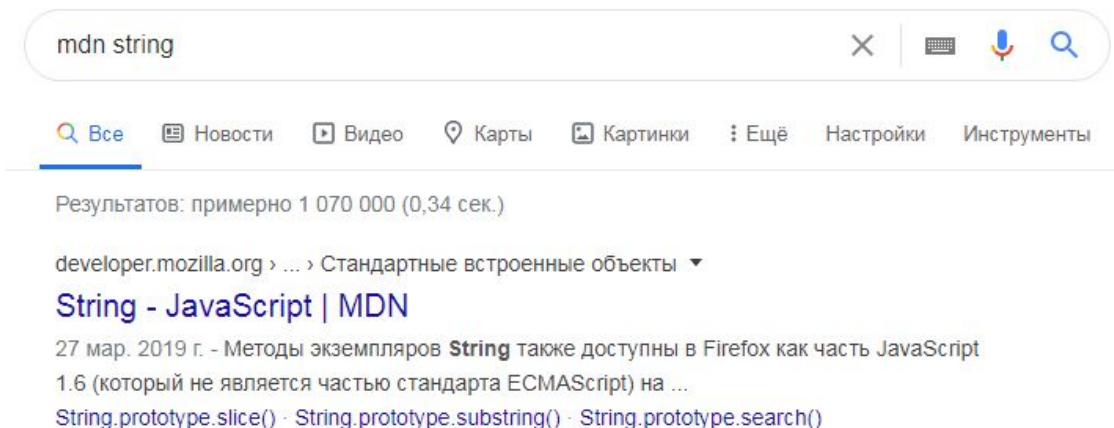 mdn string
Все Новости Видео Карты Картинки Ещё Настройки Инструменты
Результатов: примерно 1 070 000 (0,34 сек.)
developer.mozilla.org › ... › Стандартные встроенные объекты
String - JavaScript | MDN
27 мар. 2019 г. - Методы экземпляров String также доступны в Firefox как часть JavaScript
1.6 (который не является частью стандарта ECMAScript) на ...
String.prototype.slice() · String.prototype.substring() · String.prototype.search()